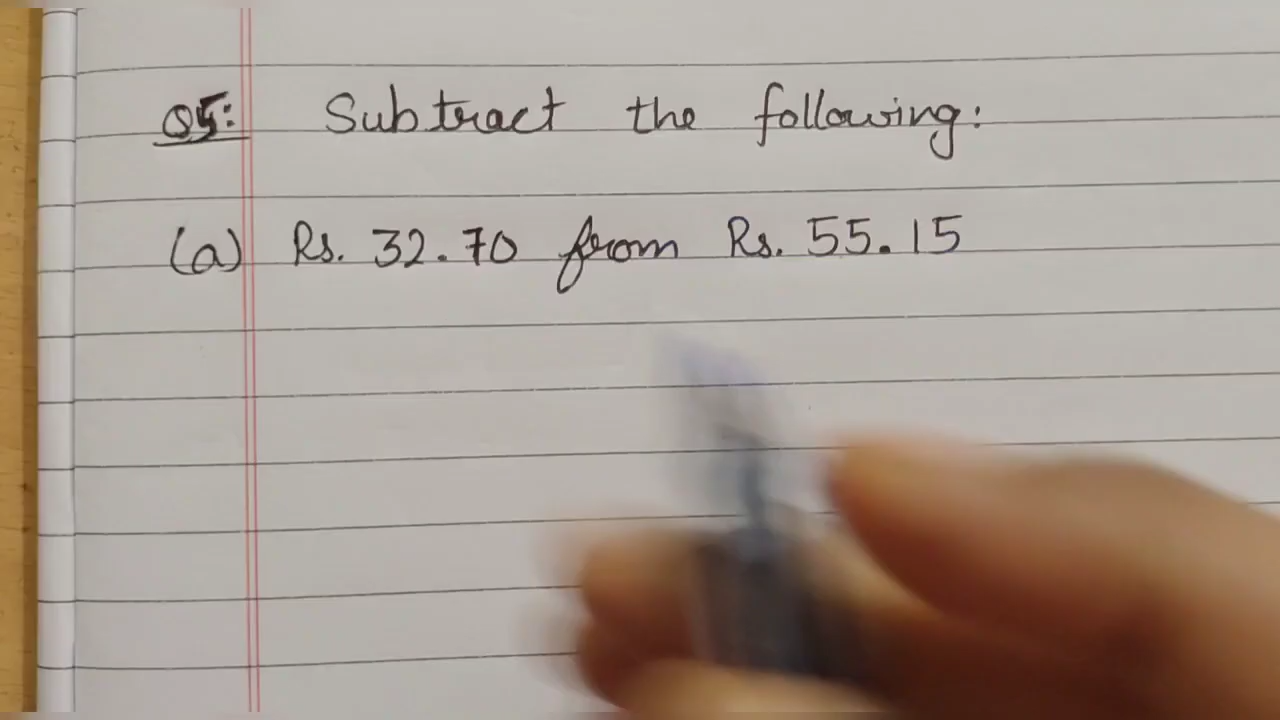 Q5: Subtract the following:
(a) Rs. 32.70 from Rs. 55.15